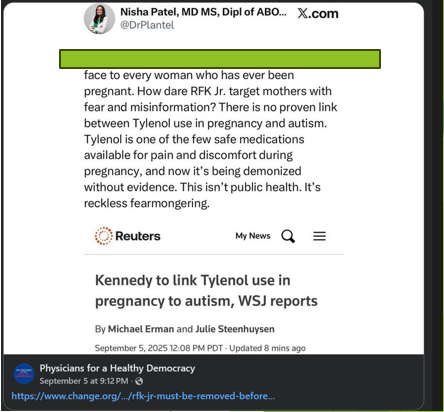 Nisha Patel, MD MS, Dipl of ABO...
X.com
@DrPlantel
face to every woman who has ever been
pregnant. How dare RFK Jr. target mothers with
fear and misinformation? There is no proven link
between Tylenol use in pregnancy and autism.
Tylenol is one of the few safe medications
available for pain and discomfort during
pregnancy, and now it's being demonized
without evidence. This isn't public health. It's
reckless fearmongering.
Reuters
My News
Kennedy to link Tylenol use in
pregnancy to autism, WSJ reports
By Michael Erman and Julie Steenhuysen
September 5, 2025 12:08 PM PDT · Updated 8 mins ago
Physicians for a Healthy Democracy
September 5 at 9:12 PM ·
https://www.change.org/.../rfk-jr-must-be-removed-before...